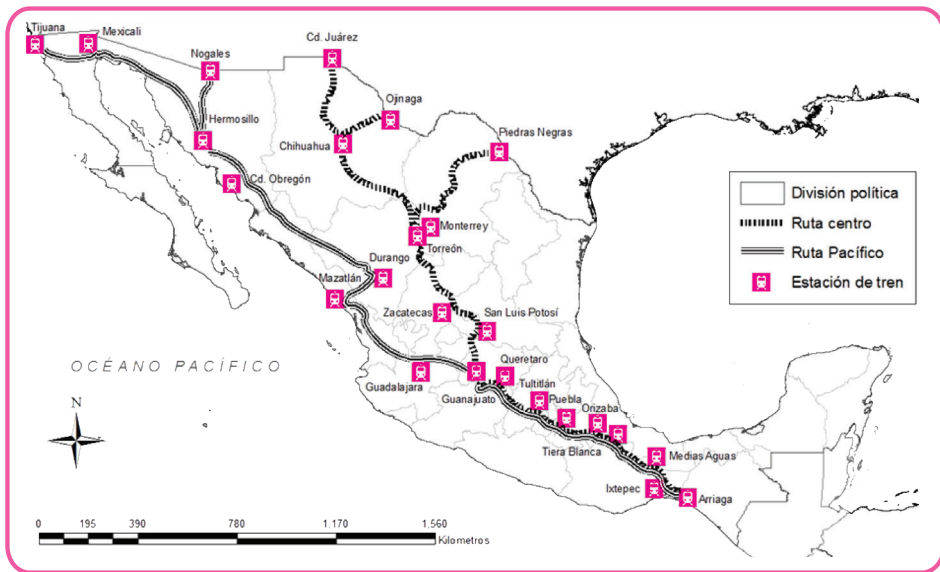 Tijuana
Mexicali
Nogales
Cd. Juárez
Ojinaga
Hermosillo
Chihuahua
Piedras Negras
Cd. Obregón
Monterrey
Torreón
Durango
Mazatlán
Zacatecas
San Luis Potosí
Queretaro
Guadalajara
Guanajuato
Tultitlán
Puebla
Orizaba
Tiera Blanca
Medias Aguas
Ixtepec
Arriaga
División política
Ruta centro
Ruta Pacífico
Estación de tren
OCÉANO PACÍFICO
N
0 195 390 780 1.170 1,560
Kilometros